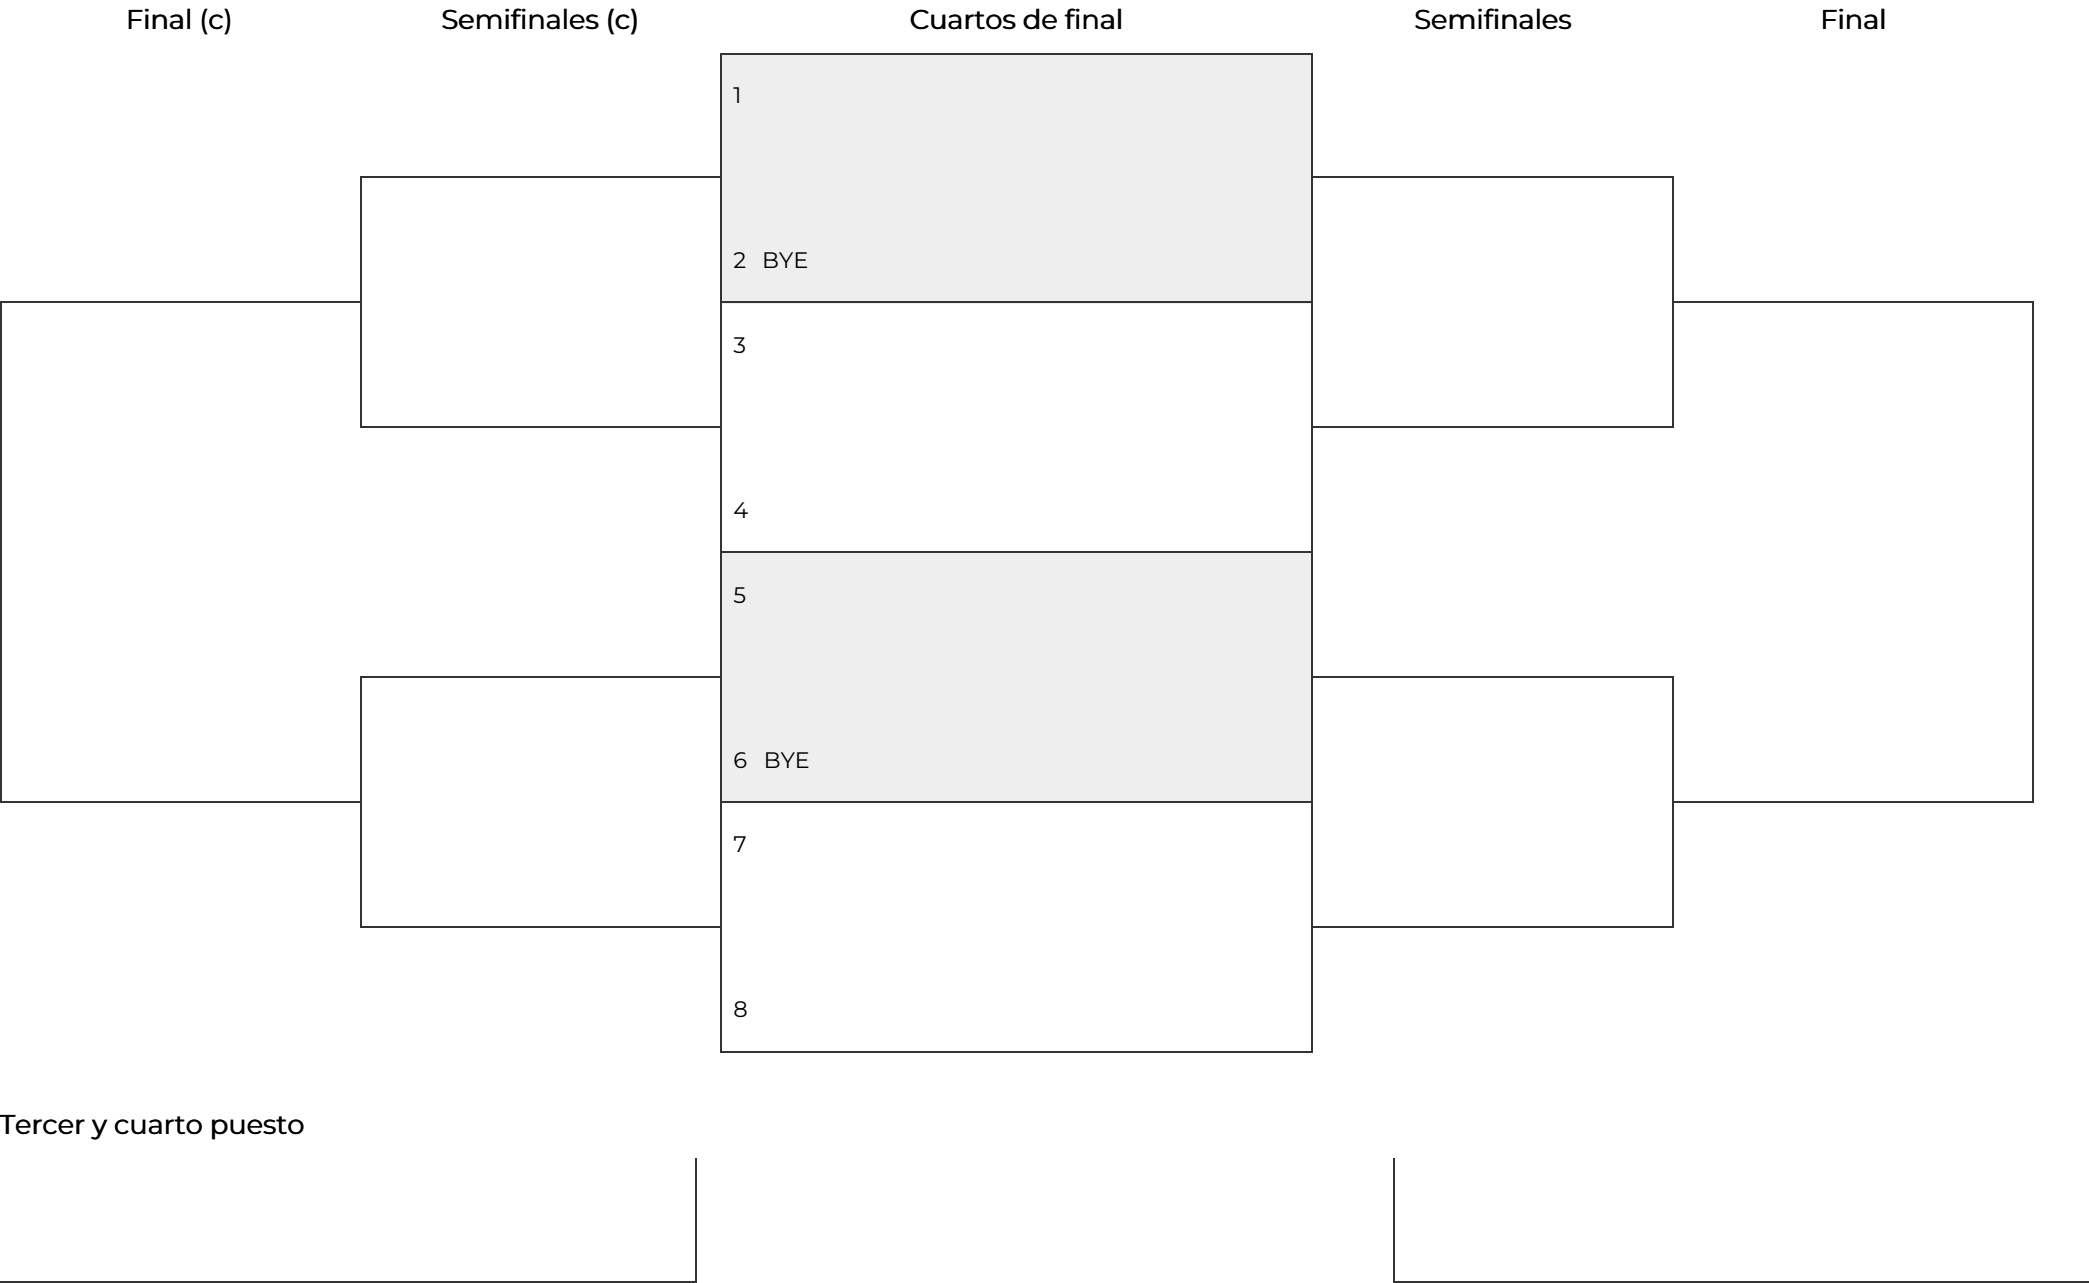 Final (c)
Semifinales (c)
Cuartos de final
Semifinales
Final
1
2 BYE
3
4
5
6 BYE
7
8
Tercer y cuarto puesto